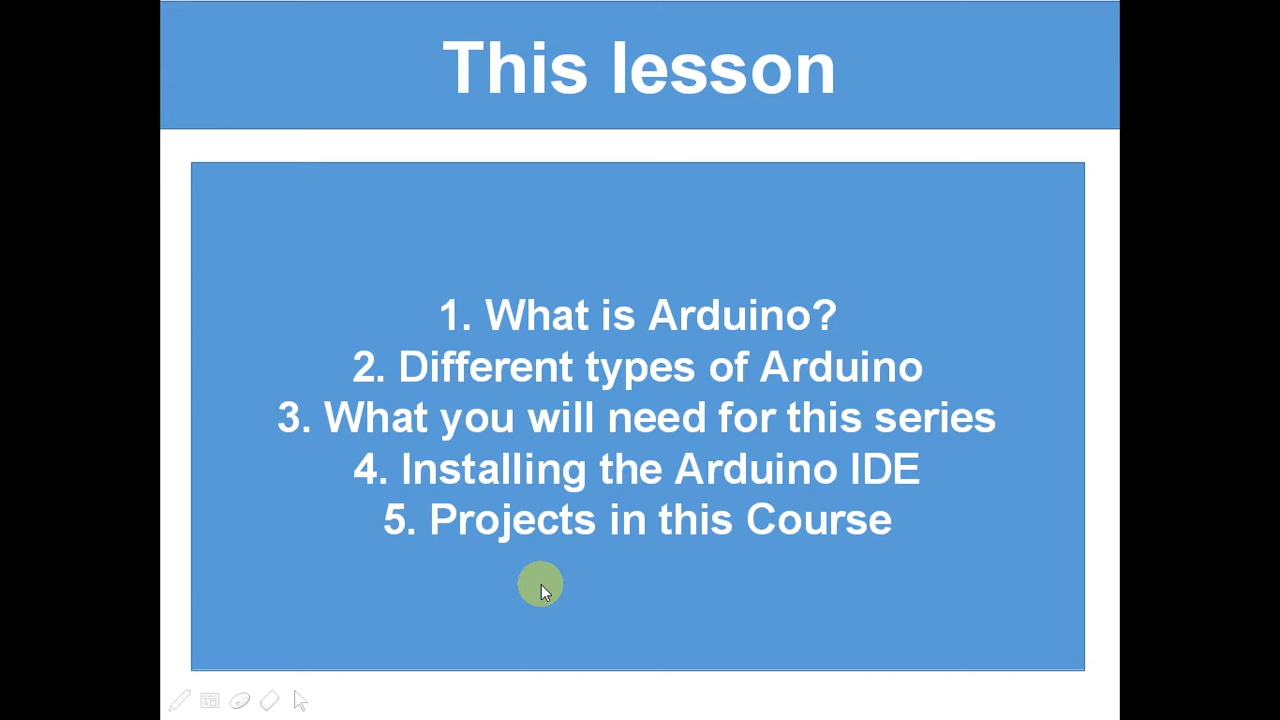 This lesson
1. What is Arduino?
2. Different types of Arduino
3. What you will need for this series
4. Installing the Arduino IDE
5. Projects in this Course